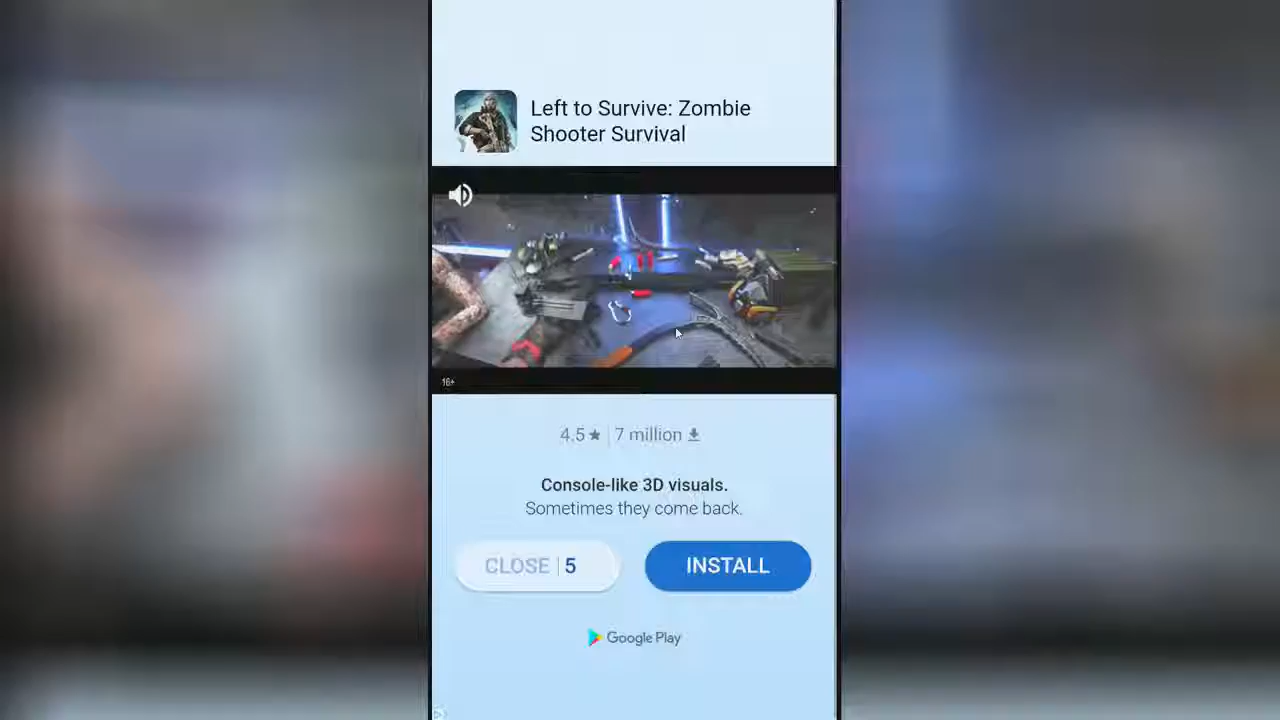 Left to Survive: Zombie
Shooter Survival
16+
4.5 ★ | 7 million
Console-like 3D visuals.
Sometimes they come back.
CLOSE | 5
INSTALL
Google Play